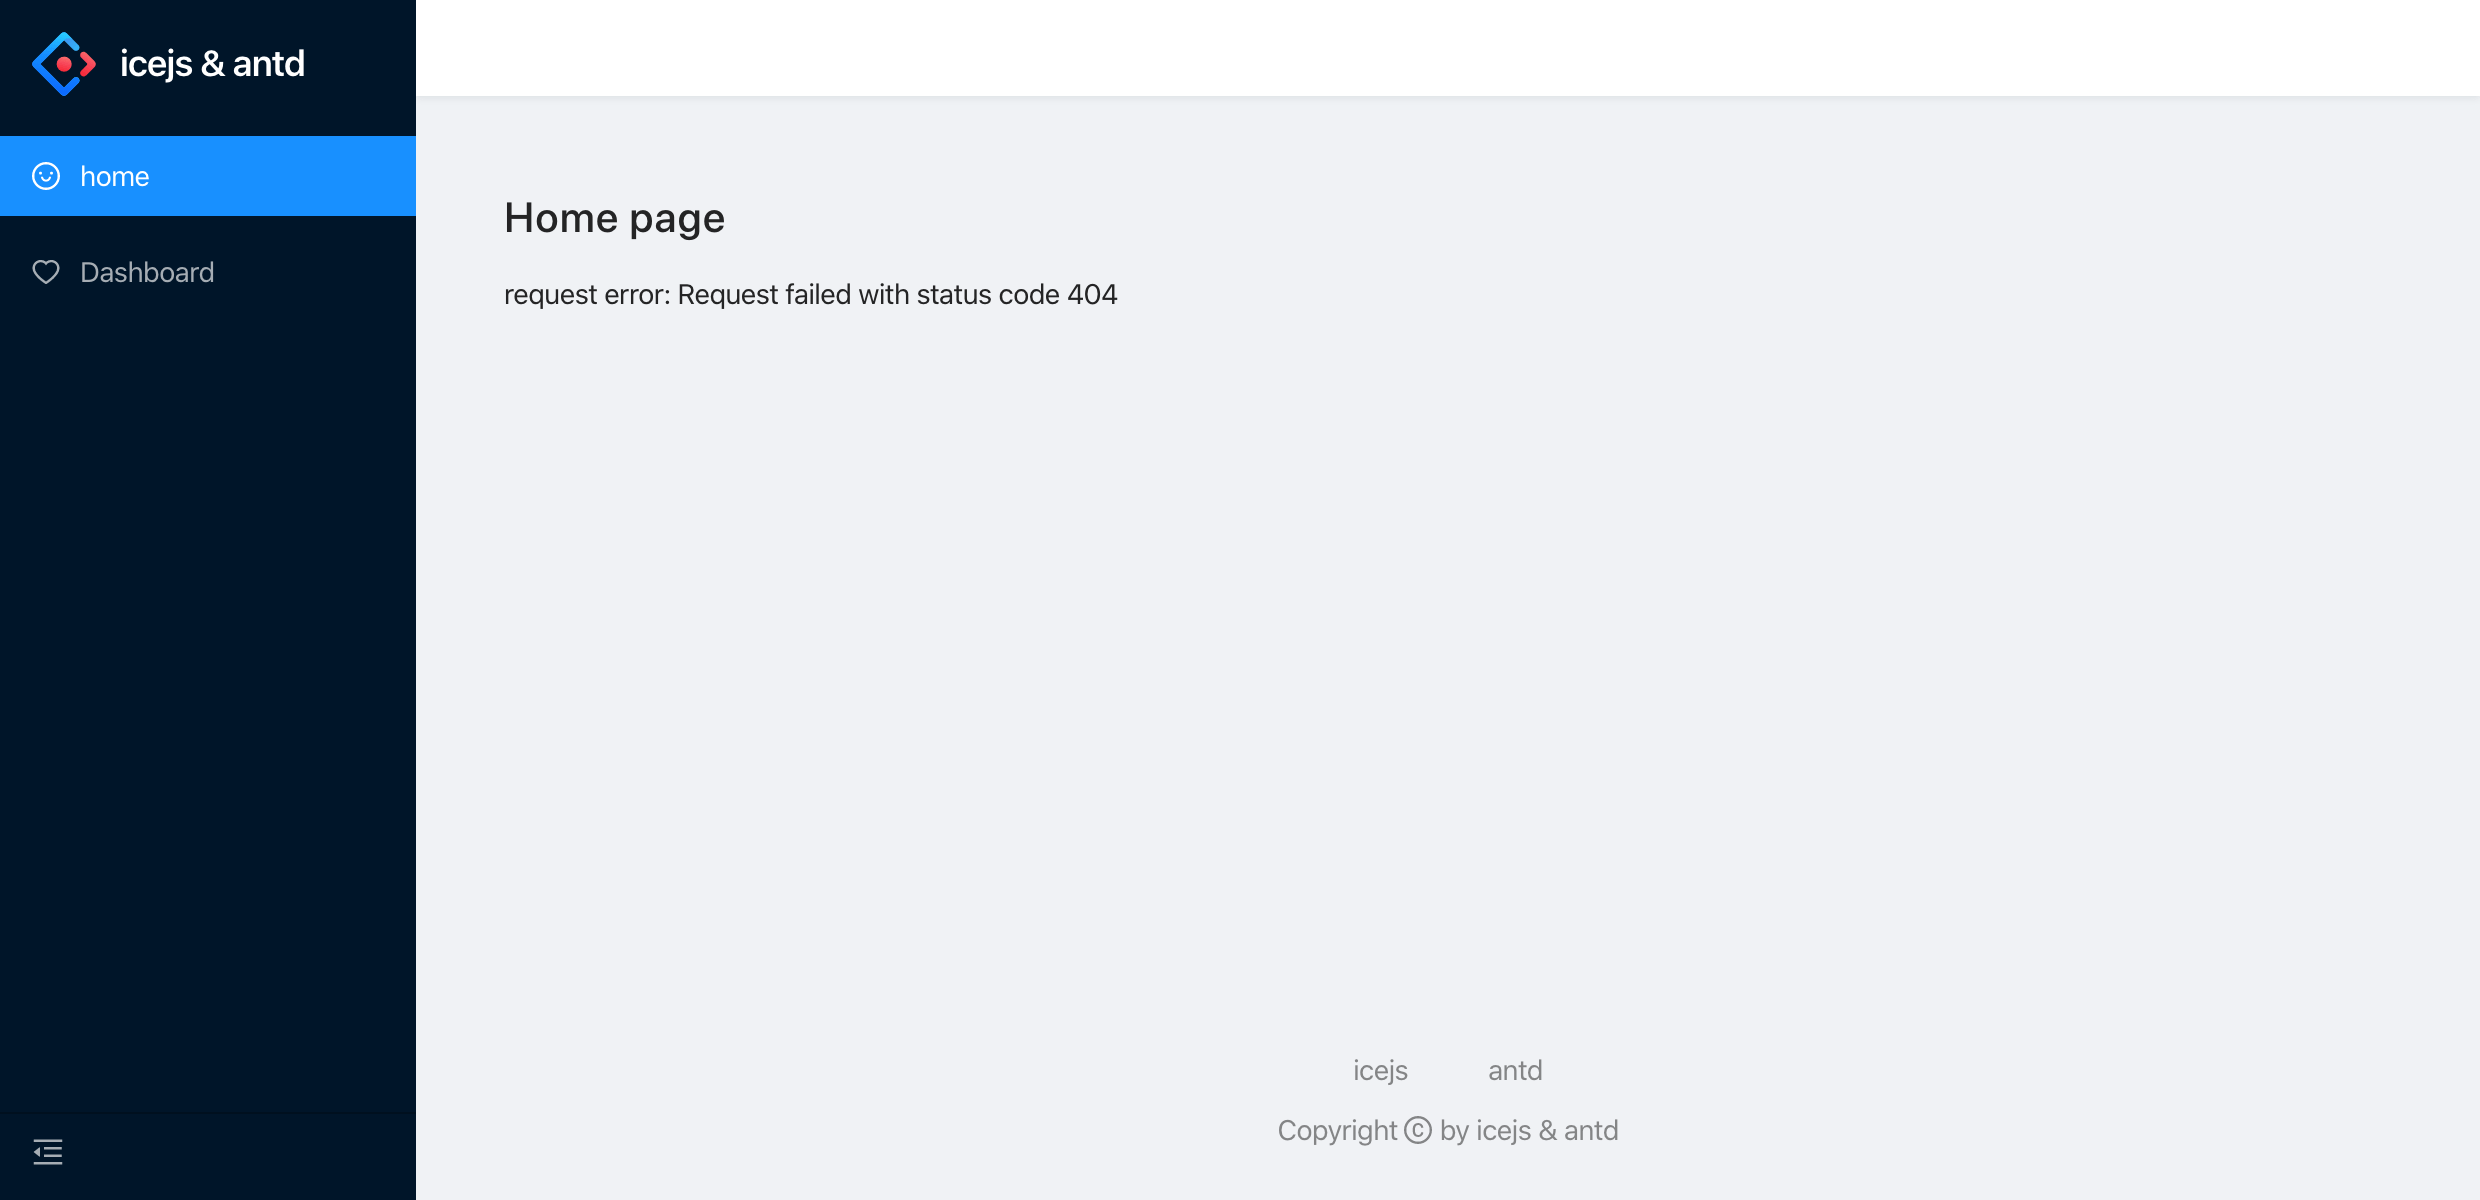 icejs & antd
home
Dashboard
Home page
request error: Request failed with status code 404
icejs antd
Copyright © by icejs & antd